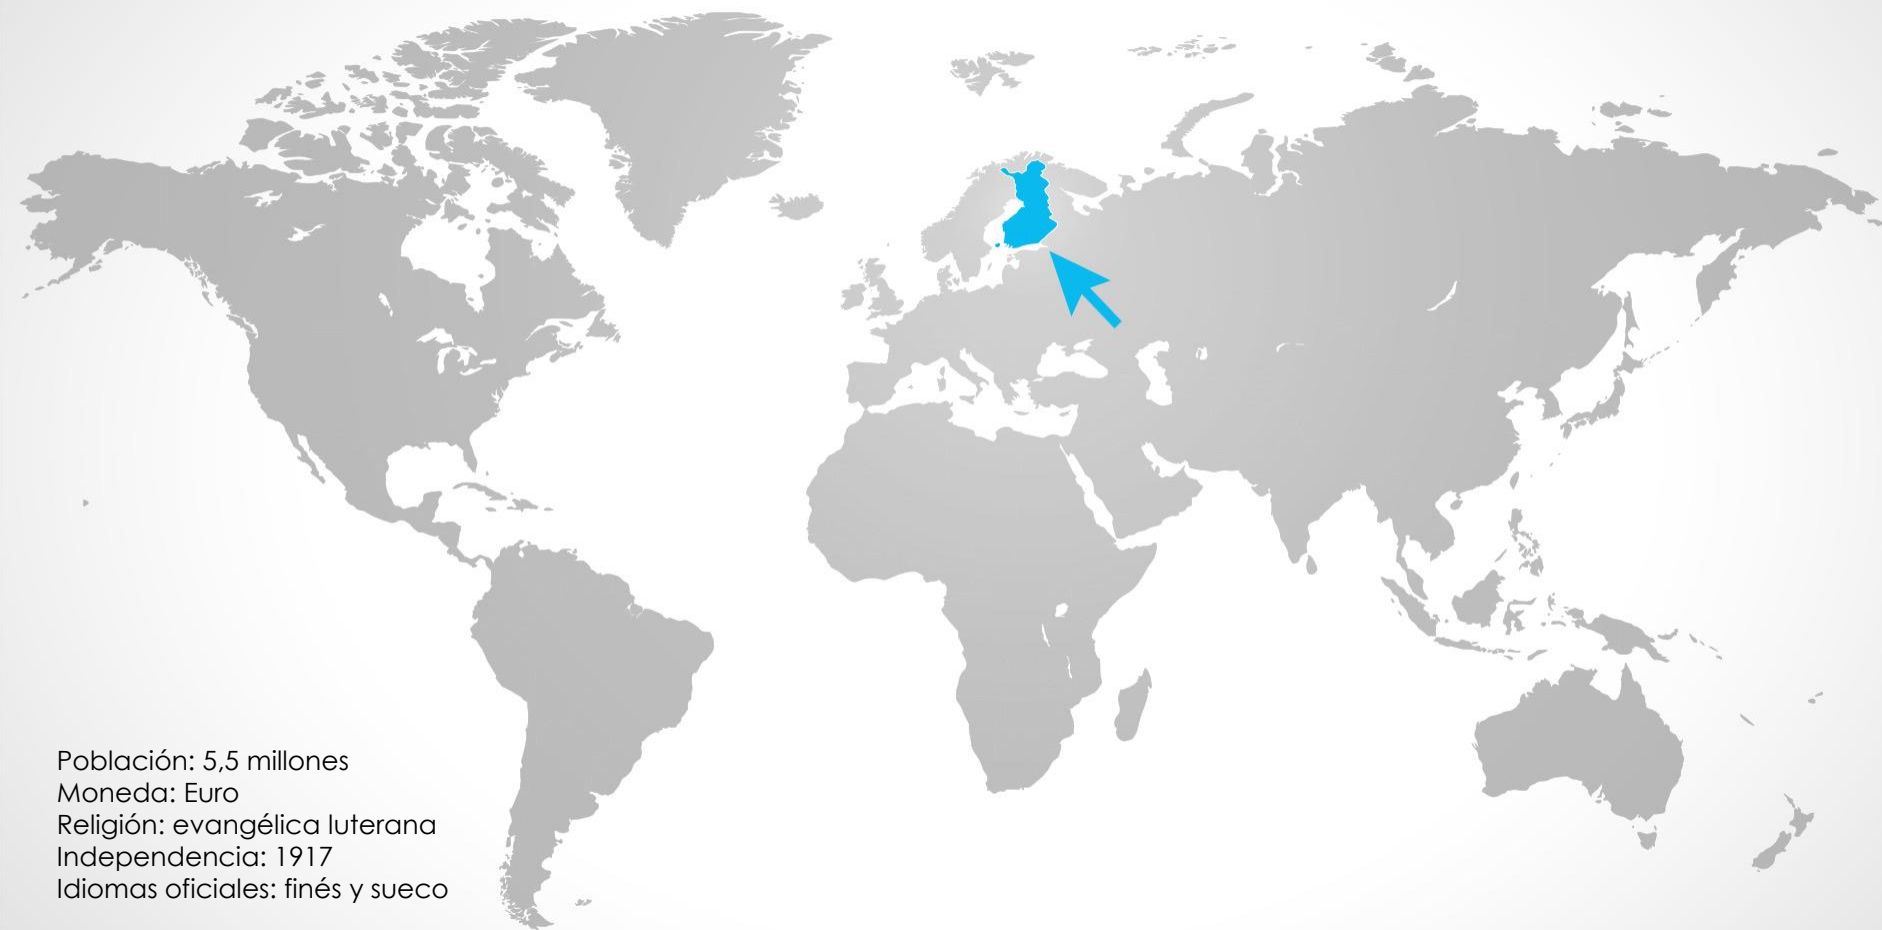 Población: 5,5 millones
Moneda: Euro
Religión: evangélica luterana
Independencia: 1917
Idiomas oficiales: finés y sueco